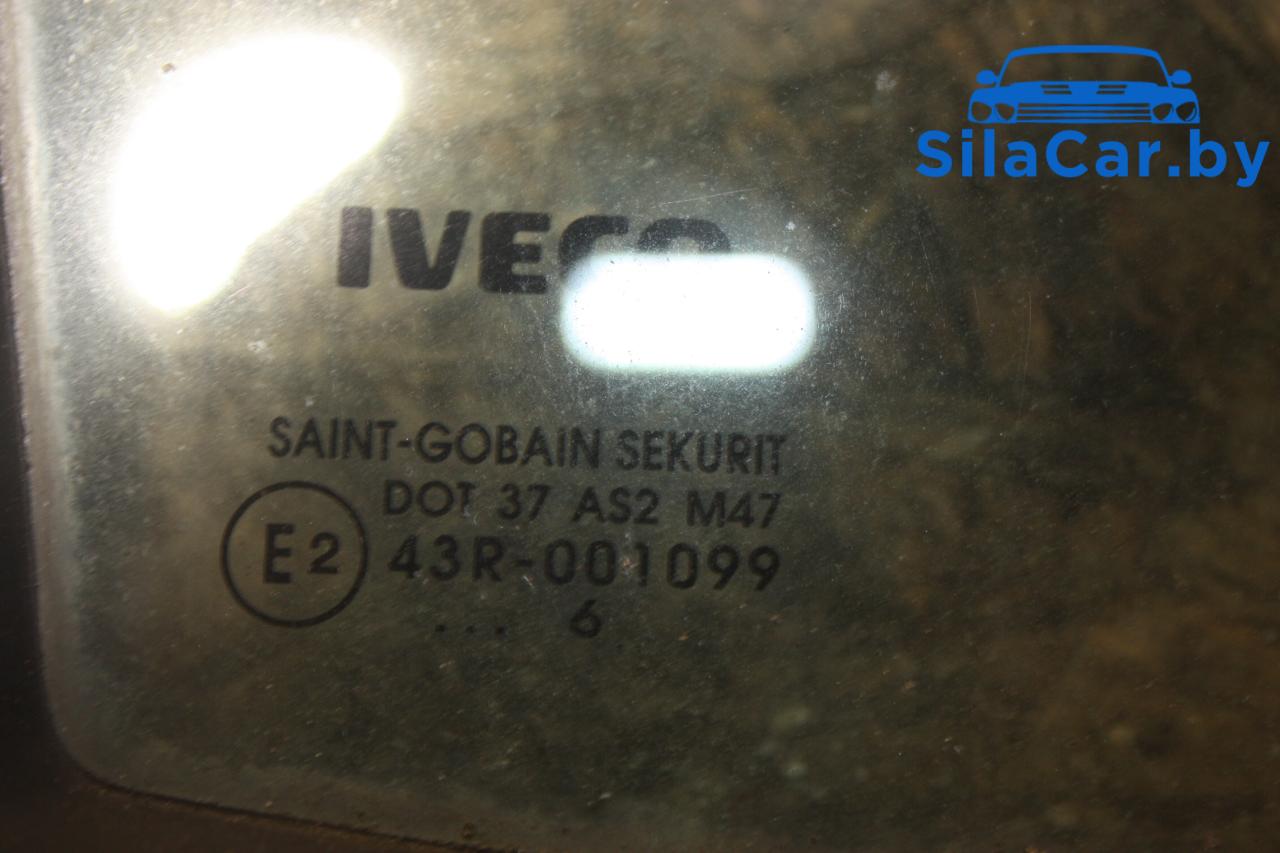 SilaCar.by
IVECO
SAINT-GOBAIN SEKURIT
DOT 37 AS2 M47
E2 43R-001099
... 6